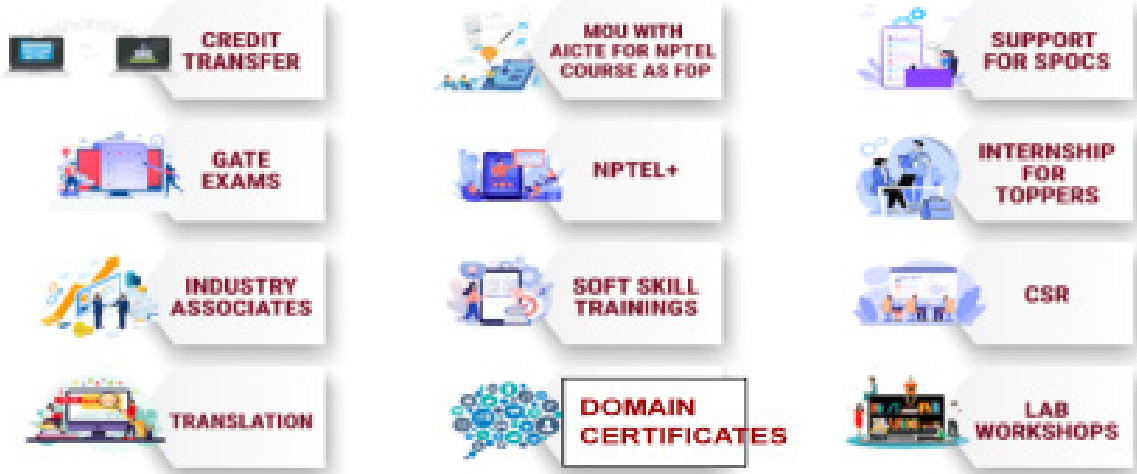 CREDIT
TRANSFER
MOU WITH
AICTE FOR NPTEL
COURSE AS FDP
SUPPORT
FOR SPOCS
GATE
EXAMS
NPTEL+
INTERNSHIP
FOR
TOPPERS
INDUSTRY
ASSOCIATES
SOFT SKILL
TRAININGS
CSR
TRANSLATION
DOMAIN
CERTIFICATES
LAB
WORKSHOPS